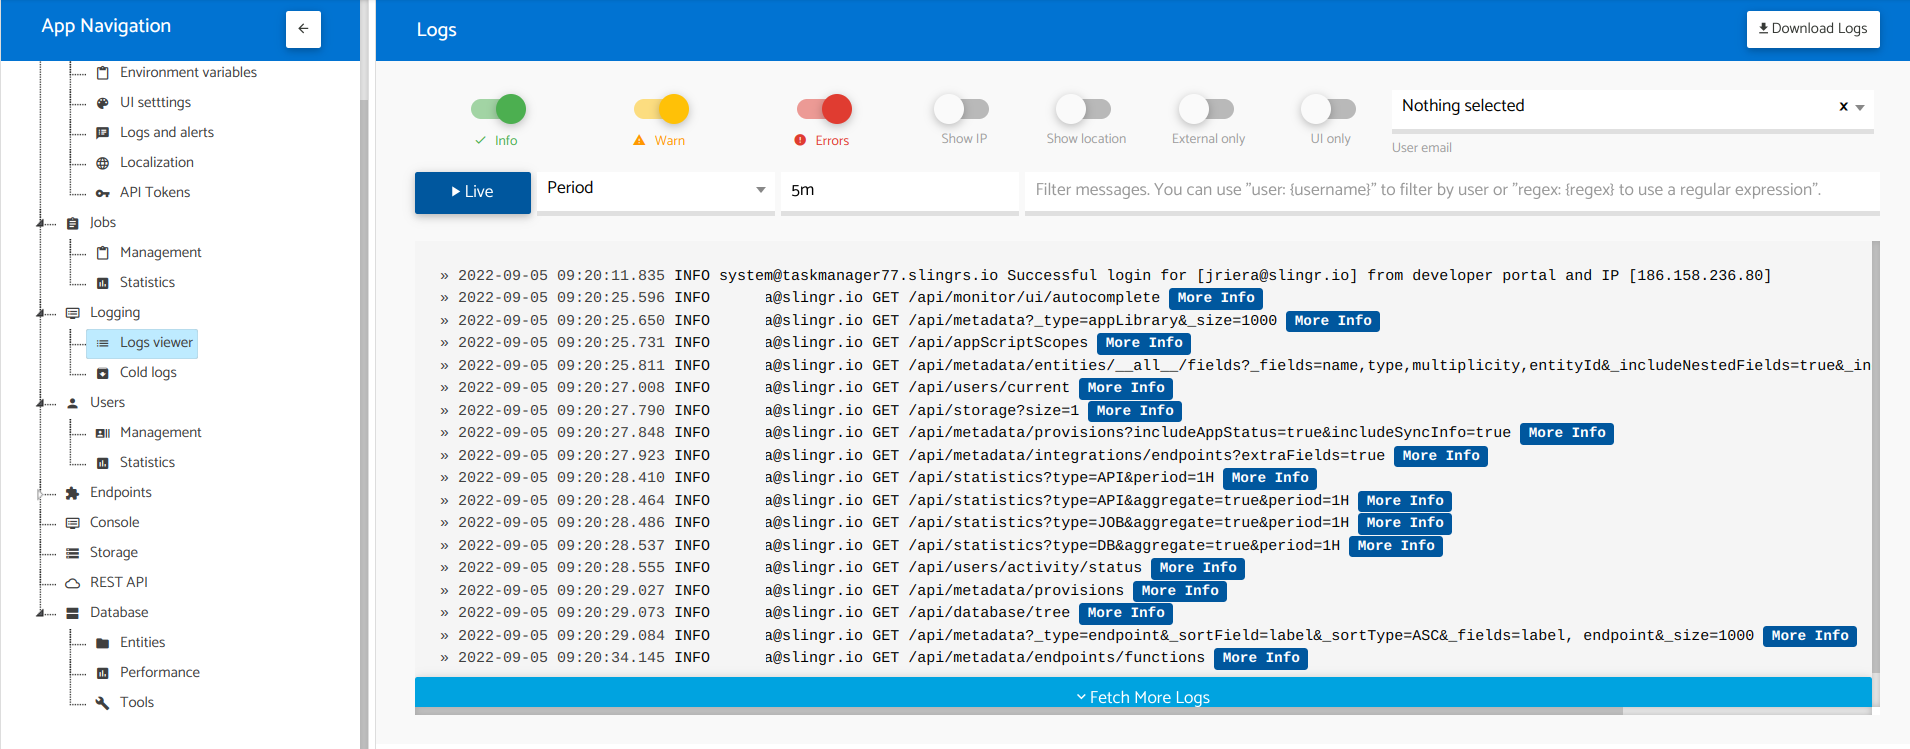 App Navigation
Environment variables
UI setttings
Logs and alerts
Localization
API Tokens
Jobs
Management
Statistics
Logging
Logs viewer
Cold logs
Users
Management
Statistics
Endpoints
Console
Storage
REST API
Database
Entities
Performance
Tools
Logs
Download Logs
Info
Warn
Errors
Show IP
Show location
External only
UI only
Nothing selected x
User email
Live
Period
5m
Filter messages. You can use "user: {username}" to filter by user or "regex: {regex} to use a regular expression".
» 2022-09-05 09:20:11.835 INFO system@taskmanager77.slingrs.io Successful login for [jriera@slingr.io] from developer portal and IP [186.158.236.80]
» 2022-09-05 09:20:25.596 INFO a@slingr.io GET /api/monitor/ui/autocomplete More Info
» 2022-09-05 09:20:25.650 INFO a@slingr.io GET /api/metadata?_type=appLibrary&_size=1000 More Info
» 2022-09-05 09:20:25.731 INFO a@slingr.io GET /api/appScriptScopes More Info
» 2022-09-05 09:20:25.811 INFO a@slingr.io GET /api/metadata/entities/__all__/fields?_fields=name,type,multiplicity,entityId&_includeNestedFields=true&_in
» 2022-09-05 09:20:27.008 INFO a@slingr.io GET /api/users/current More Info
» 2022-09-05 09:20:27.790 INFO a@slingr.io GET /api/storage?size=1 More Info
» 2022-09-05 09:20:27.848 INFO a@slingr.io GET /api/metadata/provisions?includeAppStatus=true&includeSyncInfo=true More Info
» 2022-09-05 09:20:27.923 INFO a@slingr.io GET /api/metadata/integrations/endpoints?extraFields=true More Info
» 2022-09-05 09:20:28.410 INFO a@slingr.io GET /api/statistics?type=API&period=1H More Info
» 2022-09-05 09:20:28.464 INFO a@slingr.io GET /api/statistics?type=API&aggregate=true&period=1H More Info
» 2022-09-05 09:20:28.486 INFO a@slingr.io GET /api/statistics?type=JOB&aggregate=true&period=1H More Info
» 2022-09-05 09:20:28.537 INFO a@slingr.io GET /api/statistics?type=DB&aggregate=true&period=1H More Info
» 2022-09-05 09:20:28.555 INFO a@slingr.io GET /api/users/activity/status More Info
» 2022-09-05 09:20:29.027 INFO a@slingr.io GET /api/metadata/provisions More Info
» 2022-09-05 09:20:29.073 INFO a@slingr.io GET /api/database/tree More Info
» 2022-09-05 09:20:29.084 INFO a@slingr.io GET /api/metadata?_type=endpoint&_sortField=label&_sortType=ASC&_fields=label, endpoint&_size=1000 More Info
» 2022-09-05 09:20:34.145 INFO a@slingr.io GET /api/metadata/endpoints/functions More Info
Fetch More Logs